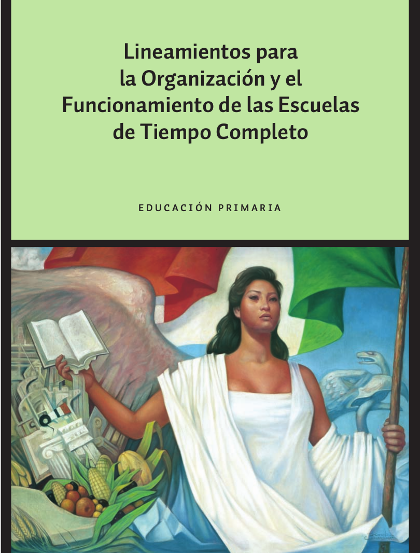 Lineamientos para
la Organización y el
Funcionamiento de las Escuelas
de Tiempo Completo
EDUCACIÓN PRIMARIA